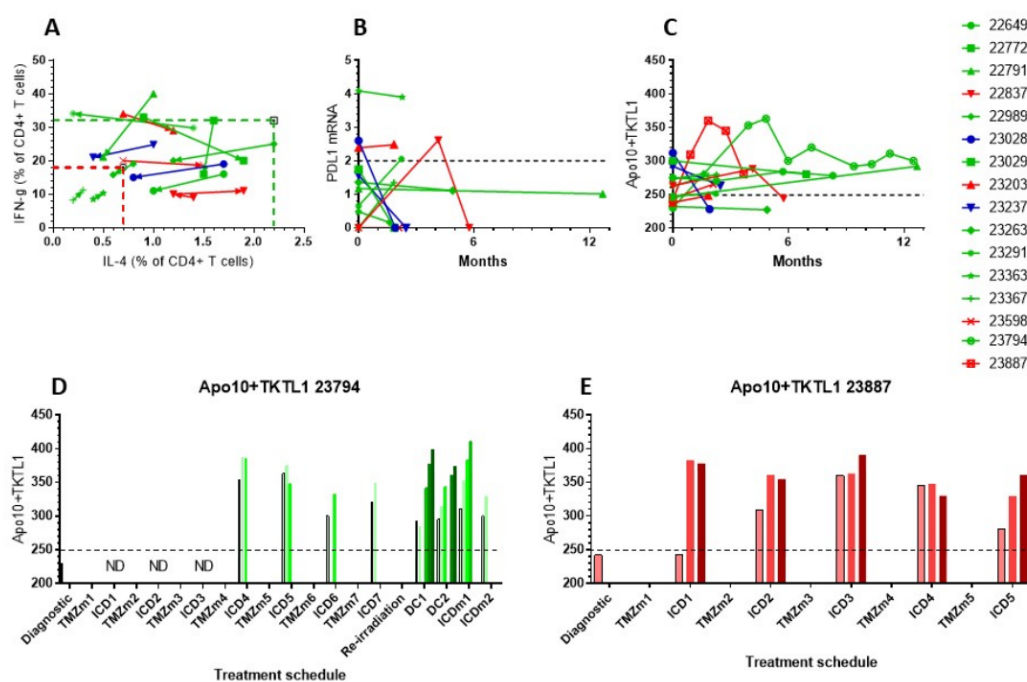 A
B
C
IFN-g (% of CD4+ T cells)
50
40
30
20
10
0
0.0 0.5 1.0 1.5 2.0 2.5
IL-4 (% of CD4+ T cells)
PDL1 mRNA
5
4
3
2
1
0
0 6 12
Months
Apo10+TKTL1
400
350
300
250
200
0 6 12
Months
22649
22772
22791
22837
22989
23028
23029
23203
23237
23263
23291
23363
23367
23598
23794
23887
D
Apo10+TKTL1 23794
Apo10+TKTL1
450
400
350
300
250
200
ND ND ND
Diagnostic
TMZm1
ICD1
TMZm2
ICD2
TMZm3
ICD3
TMZm4
ICD4
TMZm5
ICD5
TMZm6
ICD6
TMZm7
ICD7
Re-irradiation
DC1
DC2
ICDm1
ICDm2
Treatment schedule
E
Apo10+TKTL1 23887
Apo10+TKTL1
450
400
350
300
250
200
Diagnostic
TMZm1
ICD1
TMZm2
ICD2
TMZm3
ICD3
TMZm4
ICD4
TMZm5
ICD5
Treatment schedule